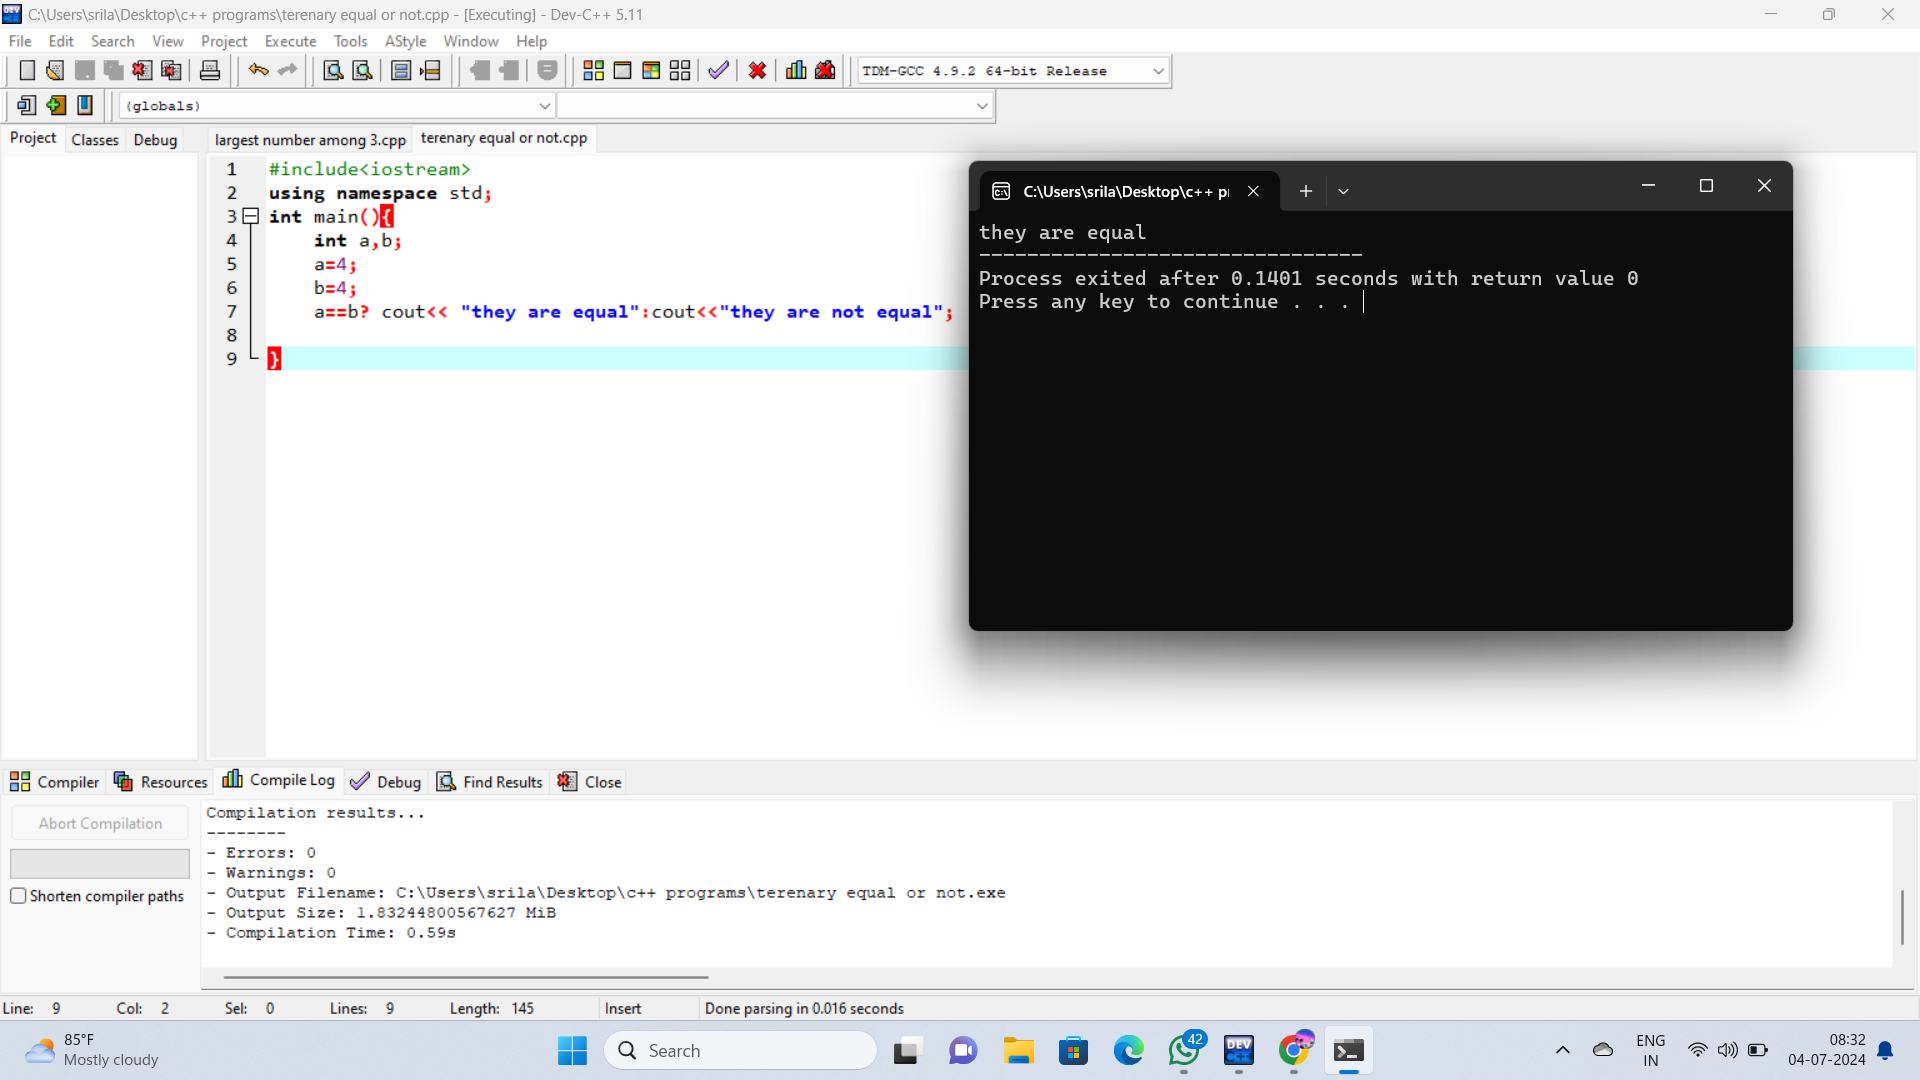 C:\Users\srila\Desktop\c++ programs\terenary equal or not.cpp - [Executing] - Dev-C++ 5.11
File Edit Search View Project Execute Tools AStyle Window Help
TDM-GCC 4.9.2 64-bit Release
(globals)
Project Classes Debug largest number among 3.cpp terenary equal or not.cpp
1 #include<iostream>
2 using namespace std;
3 int main(){
4 int a,b;
5 a=4;
6 b=4;
7 a==b? cout<< "they are equal":cout<<"they are not equal";
8
9 }
C:\Users\srila\Desktop\c++ p
they are equal
--------------------------------
Process exited after 0.1401 seconds with return value 0
Press any key to continue . . .
Compiler Resources Compile Log Debug Find Results Close
Abort Compilation
Shorten compiler paths
Compilation results...
--------
- Errors: 0
- Warnings: 0
- Output Filename: C:\Users\srila\Desktop\c++ programs\terenary equal or not.exe
- Output Size: 1.83244800567627 MiB
- Compilation Time: 0.59s
Line: 9 Col: 2 Sel: 0 Lines: 9 Length: 145 Insert Done parsing in 0.016 seconds
85°F
Mostly cloudy
Search
42
DEV
C++
ENG
IN
08:32
04-07-2024